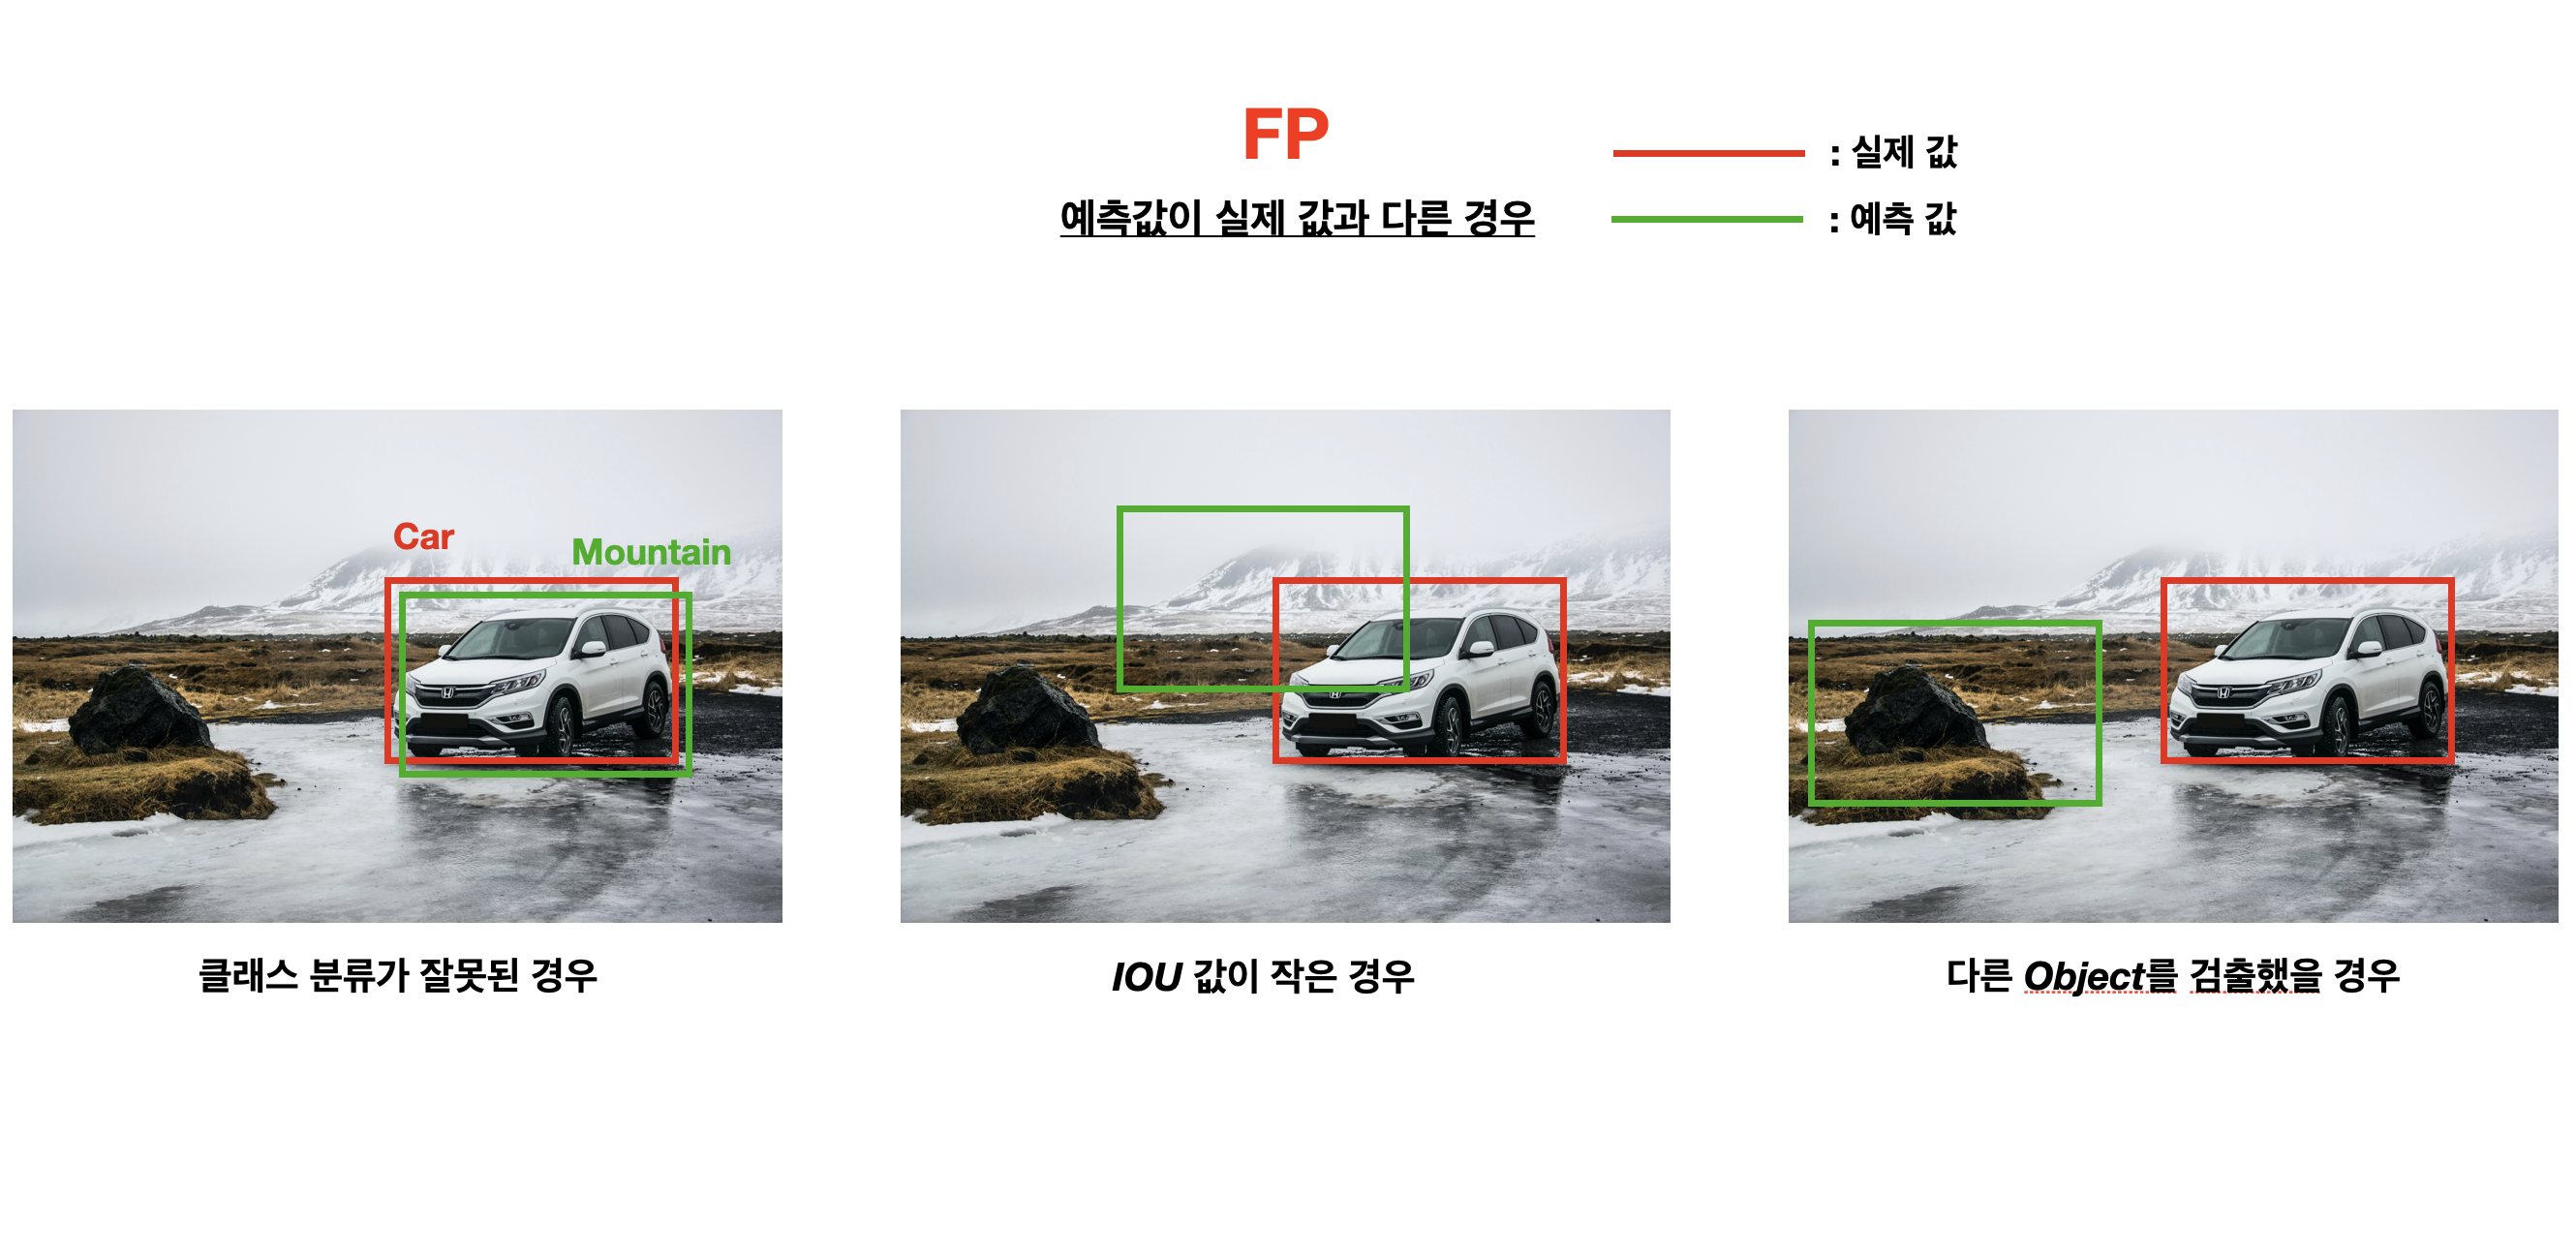 FP
예측값이 실제 값과 다른 경우
: 실제 값
: 예측 값
Car
Mountain
클래스 분류가 잘못된 경우
IOU 값이 작은 경우
다른 Object를 검출했을 경우